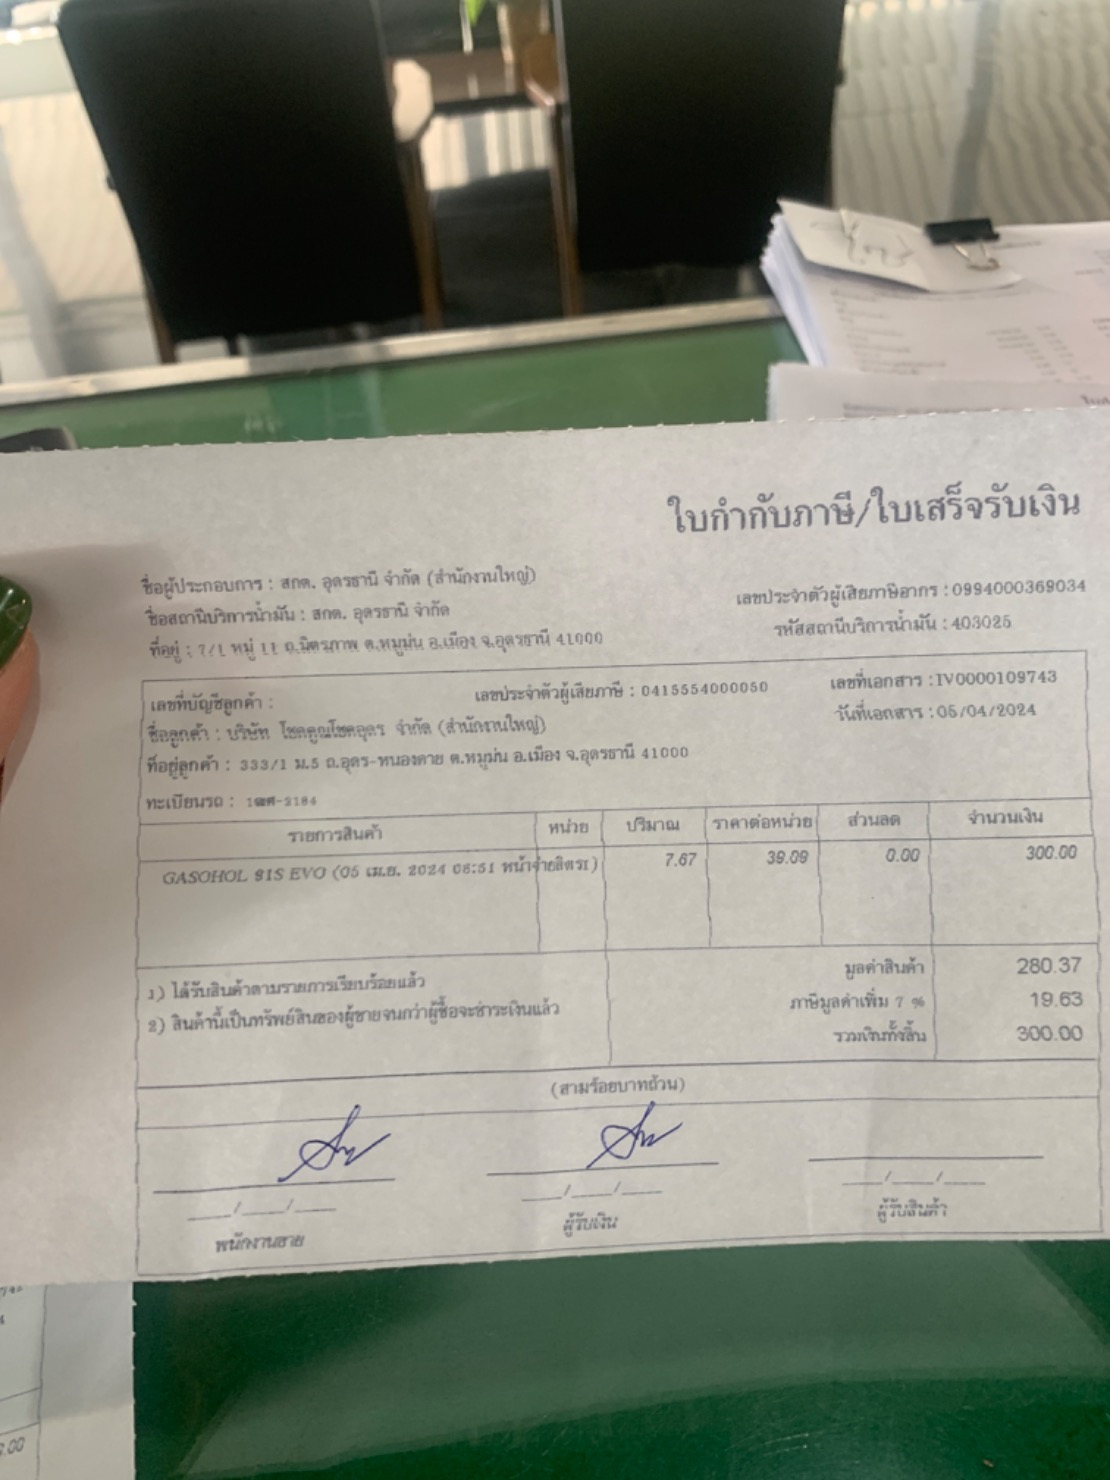 ใบกำกับภาษี/ใบเสร็จรับเงิน
ชื่อผู้ประกอบการ : สกต. อุดรธานี จำกัด (สำนักงานใหญ่)
เลขประจำตัวผู้เสียภาษีอากร : 0994000369034
ชื่อสถานีบริการน้ำมัน : สกต. อุดรธานี จำกัด
รหัสสถานีบริการน้ำมัน : 403025
ที่อยู่ : 7/1 หมู่ 11 ถ.มิตรภาพ ต.หมูม่น อ.เมือง จ.อุดรธานี 41000
เลขที่บัญชีลูกค้า :
เลขประจำตัวผู้เสียภาษี : 0415554000050
เลขที่เอกสาร : IV0000109743
ชื่อลูกค้า : บริษัท โชคคูณโชคอุดร จำกัด (สำนักงานใหญ่)
วันที่เอกสาร : 05/04/2024
ที่อยู่ลูกค้า : 333/1 ม.5 ถ.อุดร-หนองคาย ต.หมูม่น อ.เมือง จ.อุดรธานี 41000
ทะเบียนรถ :
รายการสินค้า หน่วย ปริมาณ ราคาต่อหน่วย ส่วนลด จำนวนเงิน
GASOHOL 91S EVO (05 เม.ย. 2024 08:51 หน้าจ่ายลิตร1) 7.67 39.09 0.00 300.00
1) ได้รับสินค้าตามรายการเรียบร้อยแล้ว
2) สินค้านี้เป็นทรัพย์สินของผู้ขายจนกว่าผู้ซื้อจะชำระเงินแล้ว
มูลค่าสินค้า 280.37
ภาษีมูลค่าเพิ่ม 7 % 19.63
รวมเงินทั้งสิ้น 300.00
(สามร้อยบาทถ้วน)
___/___/___ ___/___/___ ___/___/___
พนักงานขาย ผู้รับเงิน ผู้รับสินค้า